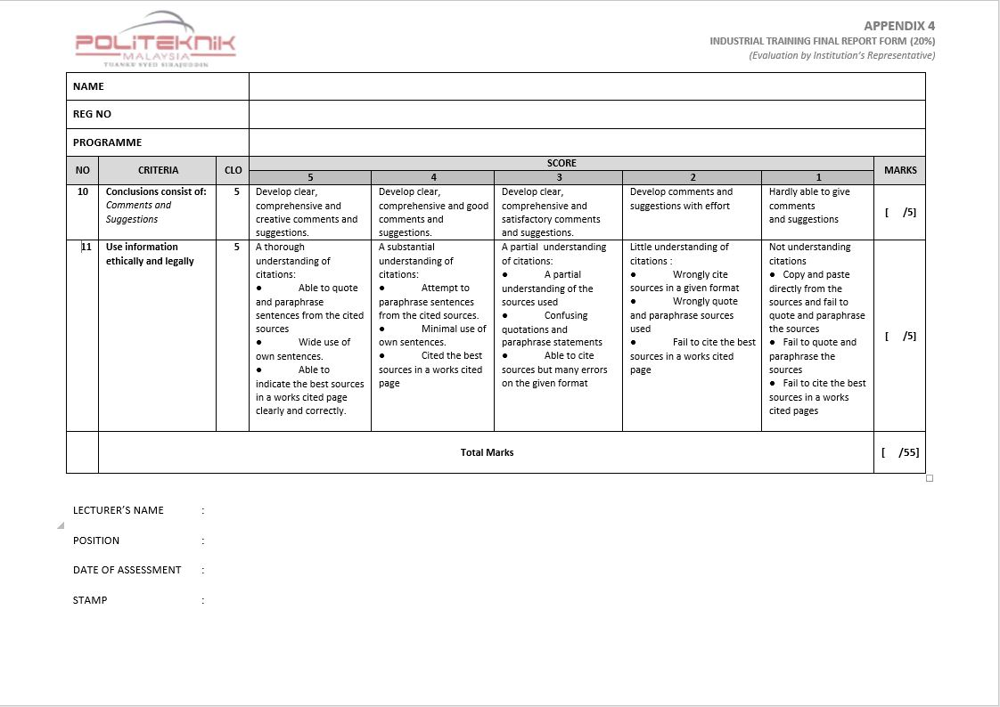 POLITEKNIK
MALAYSIA
TUANKU SYED SIRAJUDDIN
APPENDIX 4
INDUSTRIAL TRAINING FINAL REPORT FORM (20%)
(Evaluation by Institution's Representative)
NAME
REG NO
PROGRAMME
NO CRITERIA CLO SCORE MARKS
5 4 3 2 1
10
Conclusions consist of:
Comments and
Suggestions
5
Develop clear,
comprehensive and
creative comments and
suggestions.
Develop clear,
comprehensive and good
comments and
suggestions.
Develop clear,
comprehensive and
satisfactory comments
and suggestions.
Develop comments and
suggestions with effort
Hardly able to give
comments
and suggestions
[ /5]
11
Use information
ethically and legally
5
A thorough
understanding of
citations:
● Able to quote
and paraphrase
sentences from the cited
sources
● Wide use of
own sentences.
● Able to
indicate the best sources
in a works cited page
clearly and correctly.
A substantial
understanding of
citations:
● Attempt to
paraphrase sentences
from the cited sources.
● Minimal use of
own sentences.
● Cited the best
sources in a works cited
page
A partial understanding
of citations:
● A partial
understanding of the
sources used
● Confusing
quotations and
paraphrase statements
● Able to cite
sources but many errors
on the given format
Little understanding of
citations :
● Wrongly cite
sources in a given format
● Wrongly quote
and paraphrase sources
used
● Fail to cite the best
sources in a works cited
page
Not understanding
citations
● Copy and paste
directly from the
sources and fail to
quote and paraphrase
the sources
● Fail to quote and
paraphrase the
sources
● Fail to cite the best
sources in a works
cited pages
[ /5]
Total Marks
[ /55]
LECTURER'S NAME :
POSITION :
DATE OF ASSESSMENT :
STAMP :